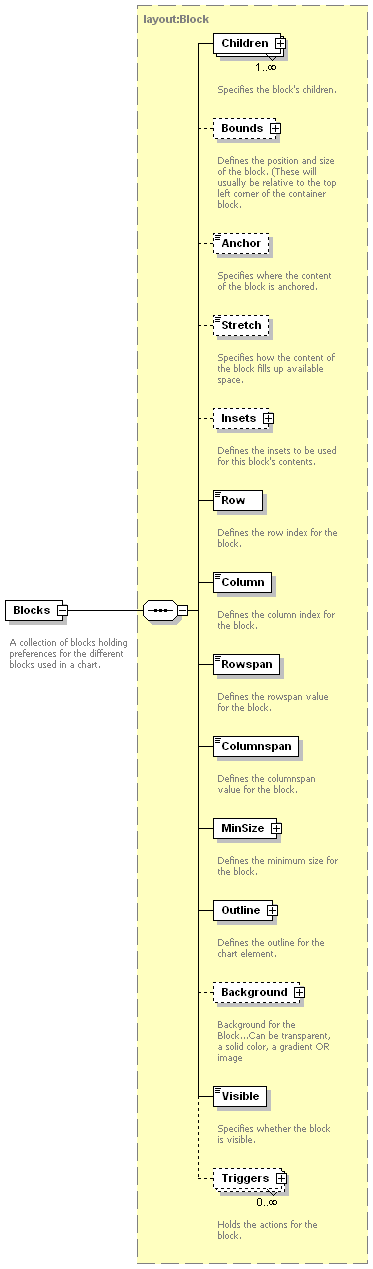 layout:Block
Children
1..∞
Specifies the block's children.
Bounds
Defines the position and size
of the block. (These will
usually be relative to the top
left corner of the container
block.
Anchor
Specifies where the content
of the block is anchored.
Stretch
Specifies how the content of
the block fills up available
space.
Insets
Defines the insets to be used
for this block's contents.
Row
Defines the row index for the
block.
Column
Defines the column index for
the block.
Blocks
A collection of blocks holding
preferences for the different
blocks used in a chart.
Rowspan
Defines the rowspan value
for the block.
Columnspan
Defines the columnspan
value for the block.
MinSize
Defines the minimum size for
the block.
Outline
Defines the outline for the
chart element.
Background
Background for the
Block...Can be transparent,
a solid color, a gradient OR
image
Visible
Specifies whether the block
is visible.
Triggers
0..∞
Holds the actions for the
block.